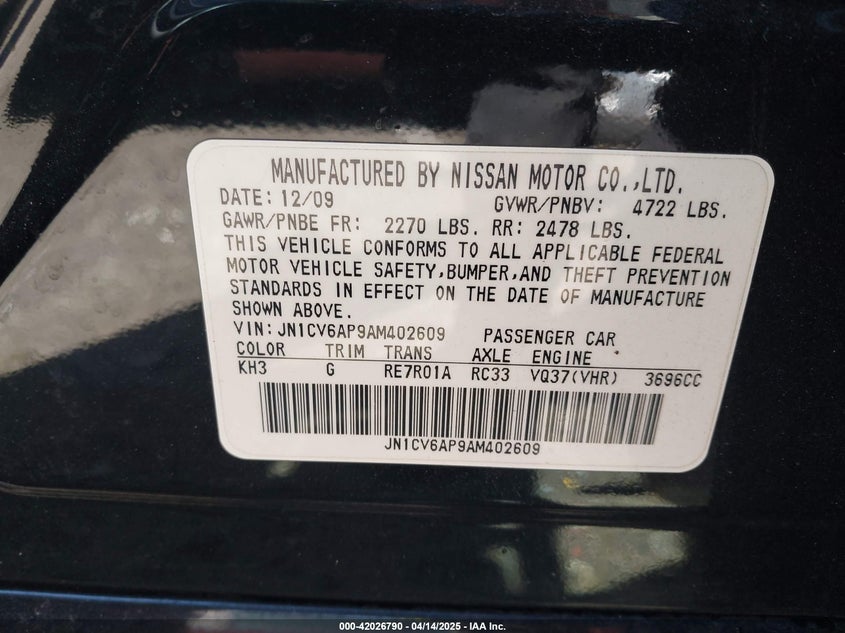 MANUFACTURED BY NISSAN MOTOR CO.,LTD.
DATE: 12/09 GVWR/PNBV: 4722 LBS.
GAWR/PNBE FR: 2270 LBS. RR: 2478 LBS.
THIS VEHICLE CONFORMS TO ALL APPLICABLE FEDERAL
MOTOR VEHICLE SAFETY,BUMPER,AND THEFT PREVENTION
STANDARDS IN EFFECT ON THE DATE OF MANUFACTURE
SHOWN ABOVE.
VIN: JN1CV6AP9AM402609 PASSENGER CAR
COLOR TRIM TRANS AXLE ENGINE
KH3 G RE7R01A RC33 VQ37(VHR) 3696CC
JN1CV6AP9AM402609
000-42026790 - 04/14/2025 - IAA Inc.